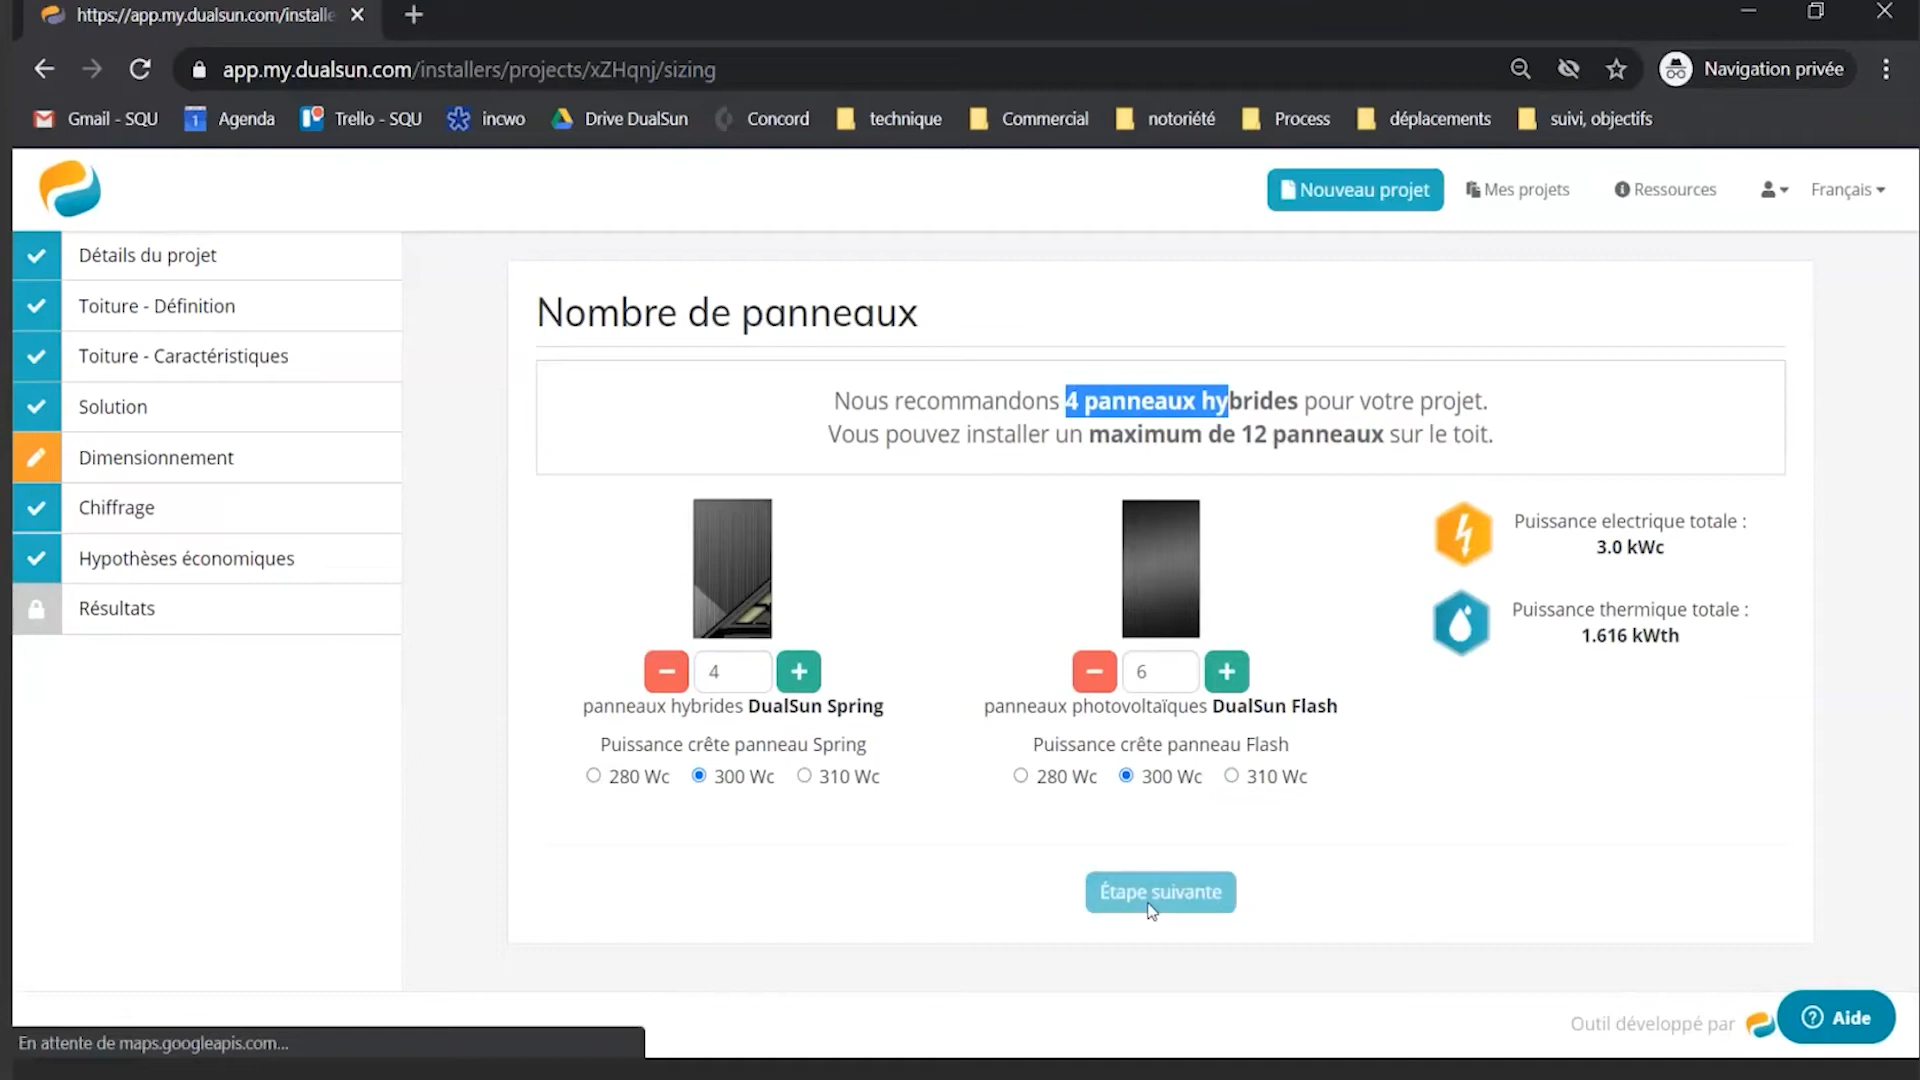 https://app.my.dualsun.com/installe
app.my.dualsun.com/installers/projects/xZHqnj/sizing
Navigation privée
Gmail - SQU
1
Agenda
Trello - SQU
incwo
Drive DualSun
Concord
technique
Commercial
notoriété
Process
déplacements
suivi, objectifs
Nouveau projet
Mes projets
Ressources
Français
Détails du projet
Toiture - Définition
Toiture - Caractéristiques
Solution
Dimensionnement
Chiffrage
Hypothèses économiques
Résultats
Nombre de panneaux
Nous recommandons 4 panneaux hybrides pour votre projet.
Vous pouvez installer un maximum de 12 panneaux sur le toit.
4
panneaux hybrides DualSun Spring
Puissance crête panneau Spring
280 Wc 300 Wc 310 Wc
6
panneaux photovoltaïques DualSun Flash
Puissance crête panneau Flash
280 Wc 300 Wc 310 Wc
Puissance electrique totale :
3.0 kWc
Puissance thermique totale :
1.616 kWth
Étape suivante
Outil développé par
Aide
En attente de maps.googleapis.com...